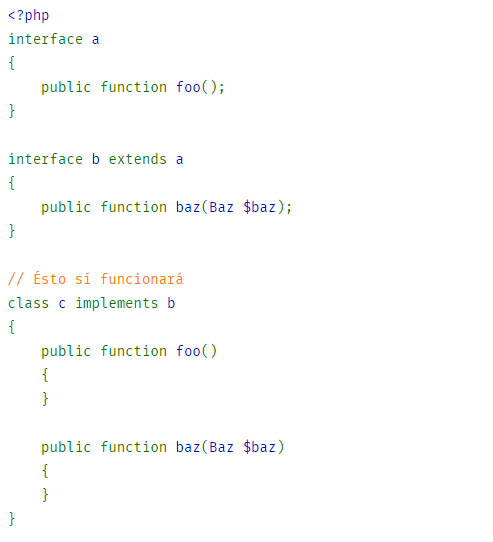 <?php
interface a
{
    public function foo();
}

interface b extends a
{
    public function baz(Baz $baz);
}

// Ésto sí funcionará
class c implements b
{
    public function foo()
    {
    }

    public function baz(Baz $baz)
    {
    }
}